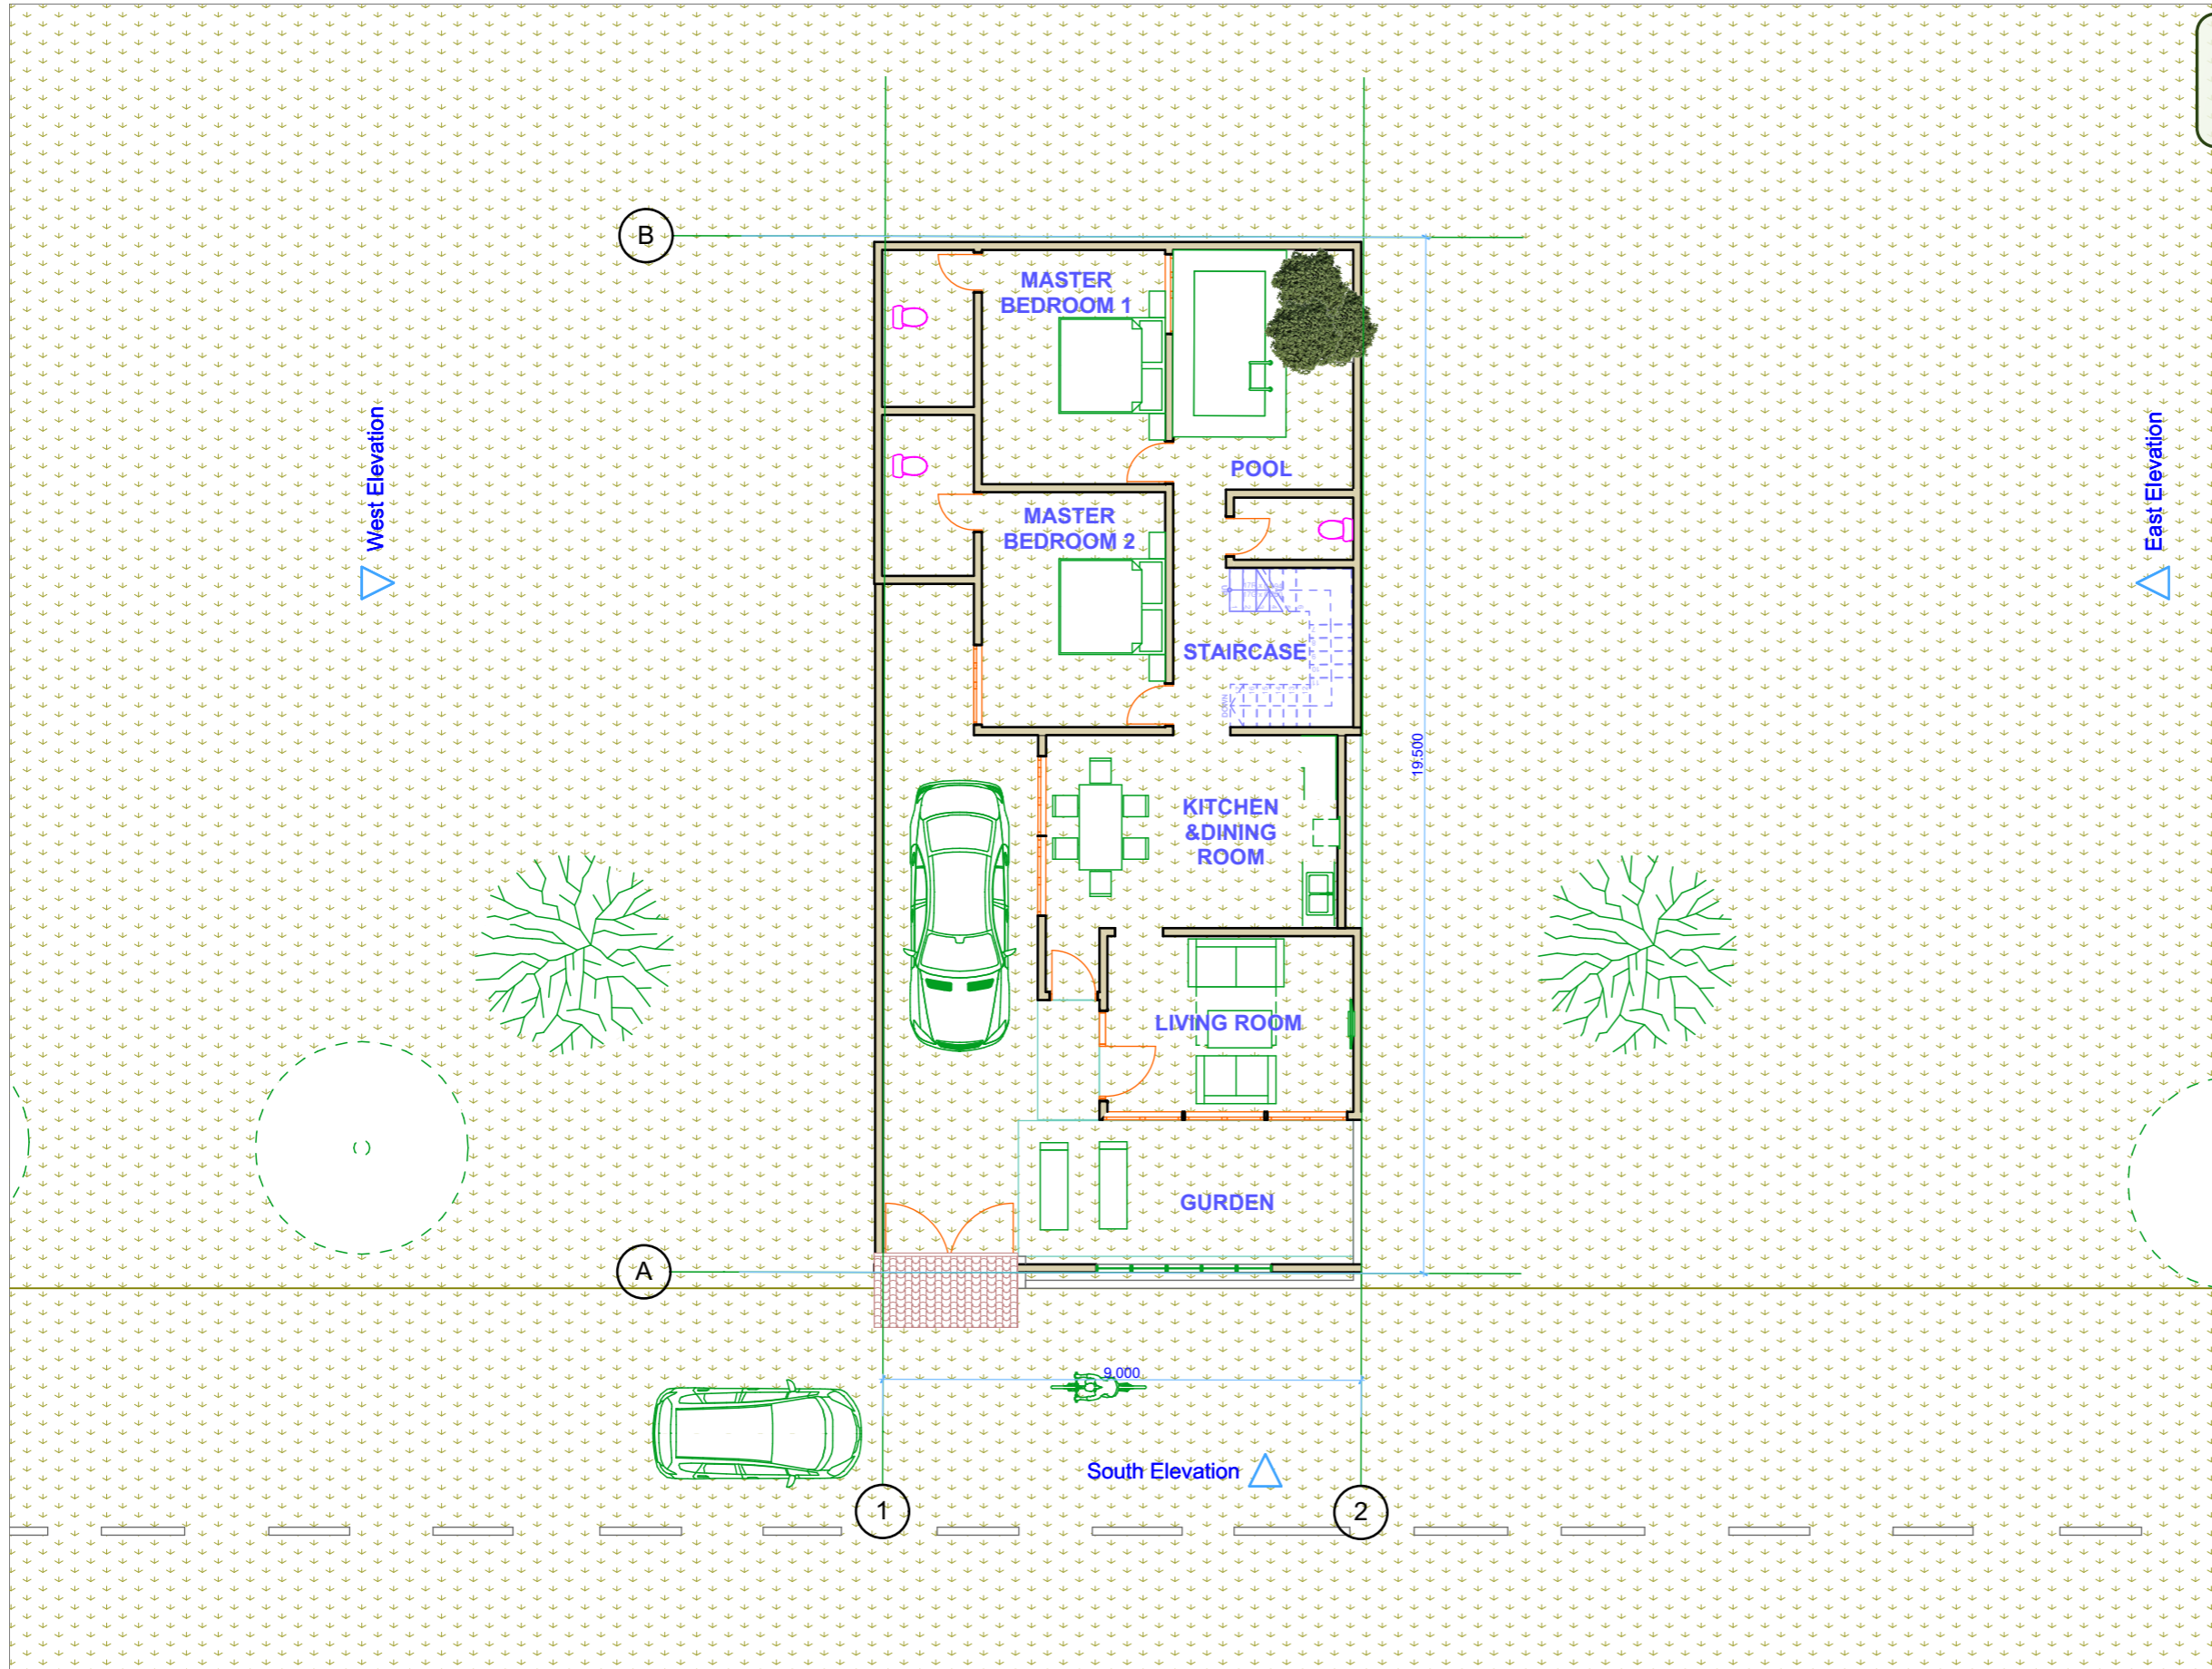 B
MASTER
BEDROOM 1
West Elevation
East Elevation
POOL
MASTER
BEDROOM 2
STAIRCASE
DOWN
19.500
KITCHEN
&DINING
ROOM
LIVING ROOM
GURDEN
A
9.000
South Elevation
1
2